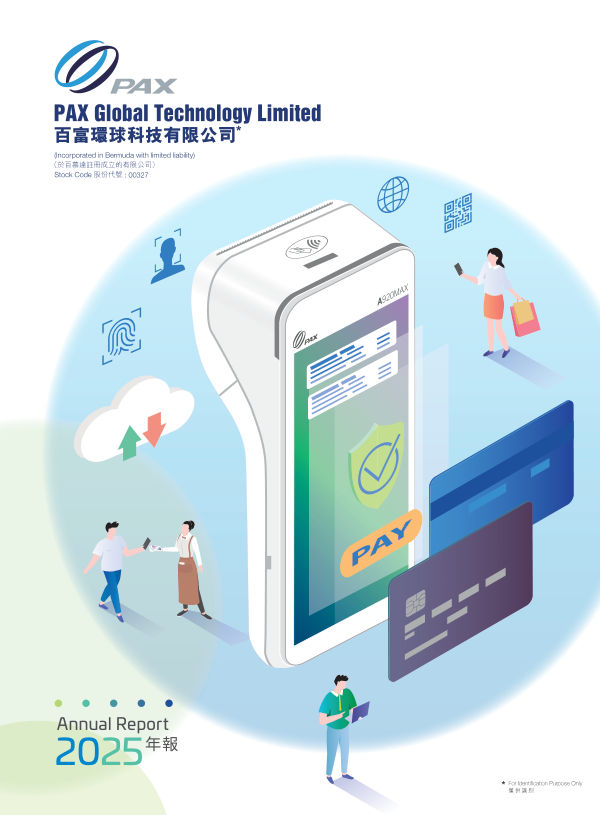 PAX
PAX Global Technology Limited
百富環球科技有限公司*
(Incorporated in Bermuda with limited liability)
(於百慕達註冊成立的有限公司)
Stock Code 股份代號 : 00327
A920MAX
PAX
PAY
Annual Report
2025年報
* For Identification Purpose Only
僅供識別